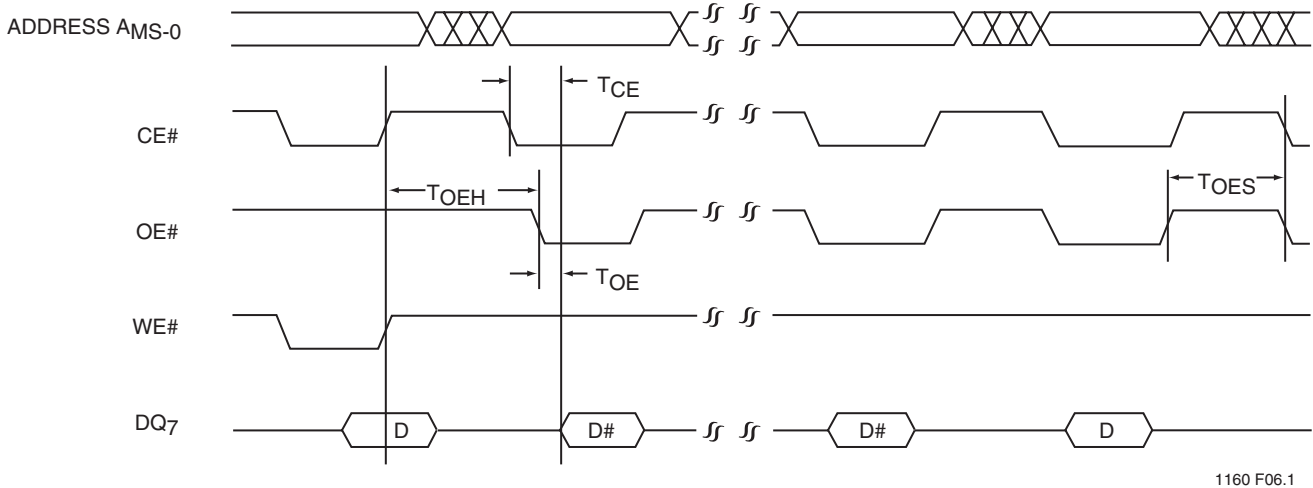 ADDRESS AMS-0
TCE
CE#
TOEH
TOES
OE#
TOE
WE#
DQ7
D
D#
D#
D
1160 F06.1